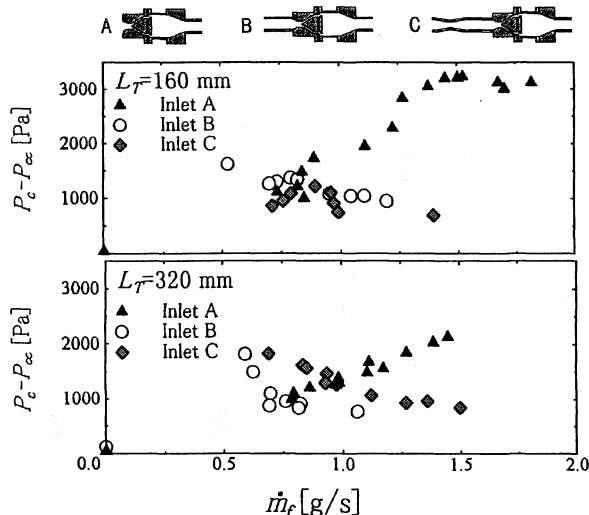 A B C
L_T=160 mm
Inlet A
Inlet B
Inlet C
3000
2000
1000
0
P_c-P_∞ [Pa]
L_T=320 mm
Inlet A
Inlet B
Inlet C
3000
2000
1000
P_c-P_∞ [Pa]
0.0 0.5 1.0 1.5 2.0
ṁ_f [g/s]